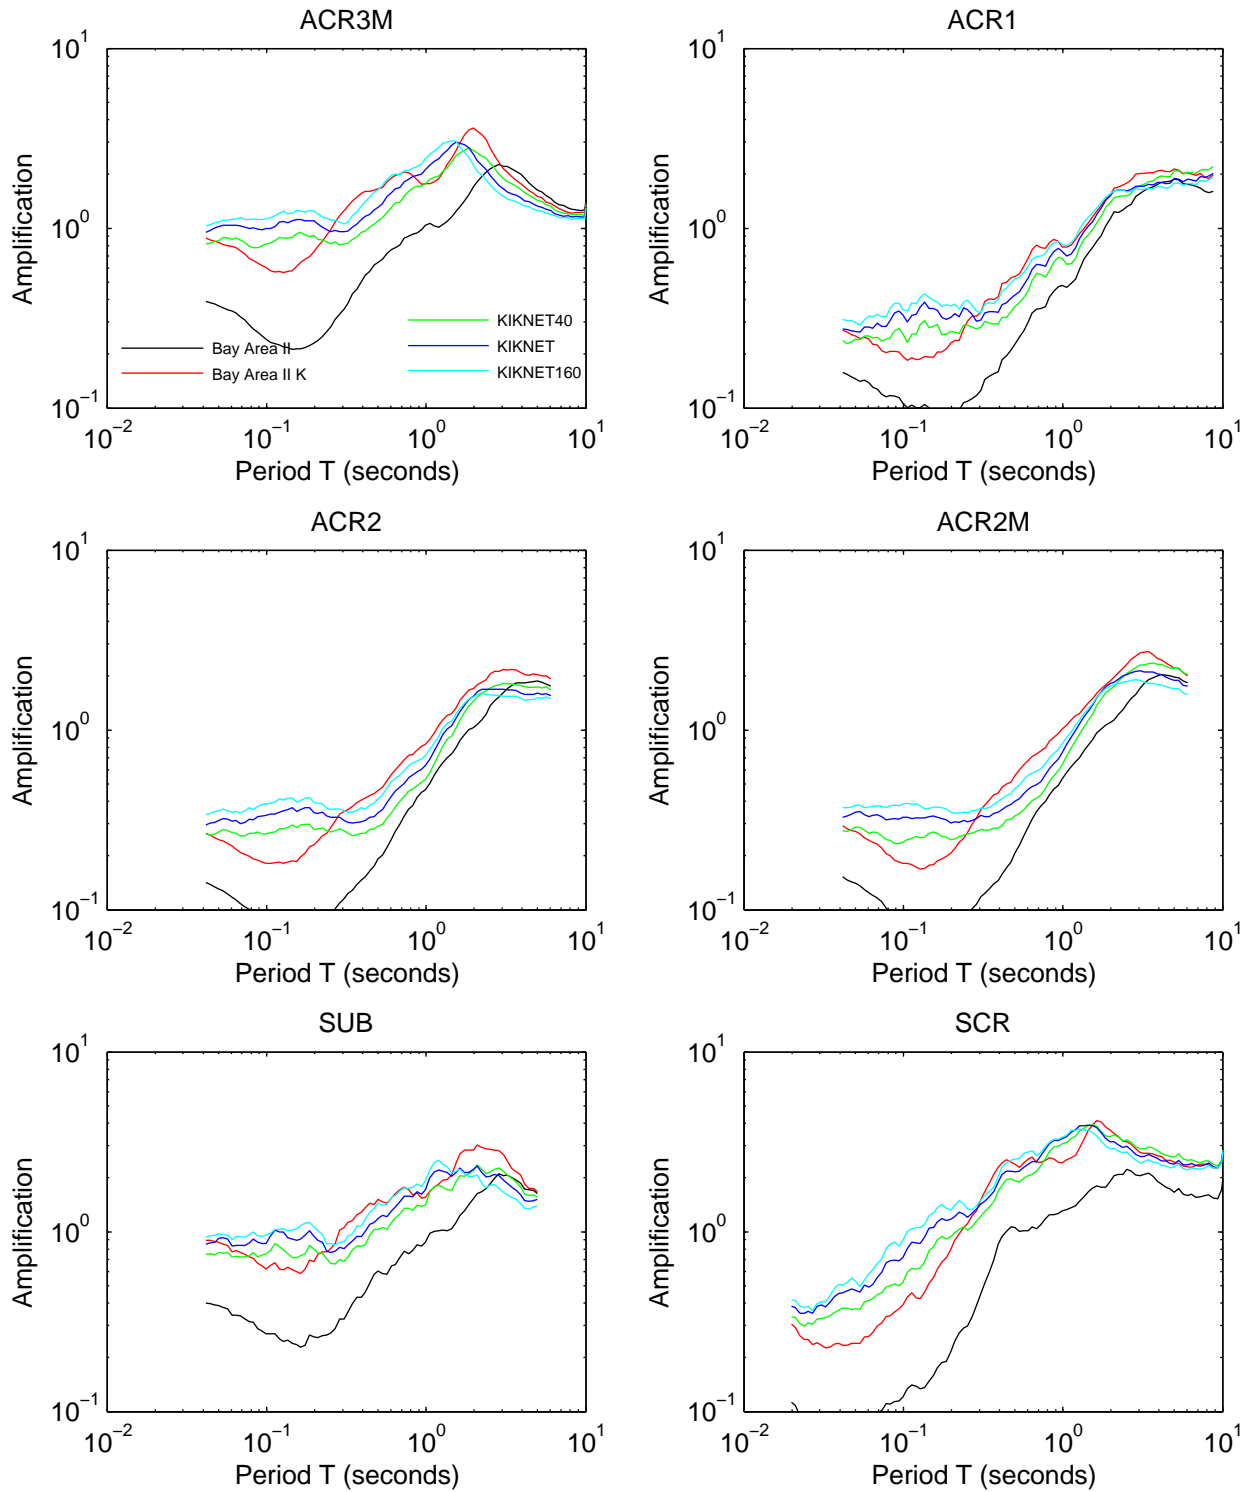 ACR3M
ACR1
10^1
10^0
10^−1
Amplification
KIKNET40
Bay Area II
KIKNET
Bay Area II K
KIKNET160
10^−2
10^−1
10^0
10^1
Period T (seconds)
10^1
10^0
10^−1
Amplification
10^−2
10^−1
10^0
10^1
Period T (seconds)
ACR2
ACR2M
10^1
10^0
10^−1
Amplification
10^−2
10^−1
10^0
10^1
Period T (seconds)
10^1
10^0
10^−1
Amplification
10^−2
10^−1
10^0
10^1
Period T (seconds)
SUB
SCR
10^1
10^0
10^−1
Amplification
10^−2
10^−1
10^0
10^1
Period T (seconds)
10^1
10^0
10^−1
Amplification
10^−2
10^−1
10^0
10^1
Period T (seconds)